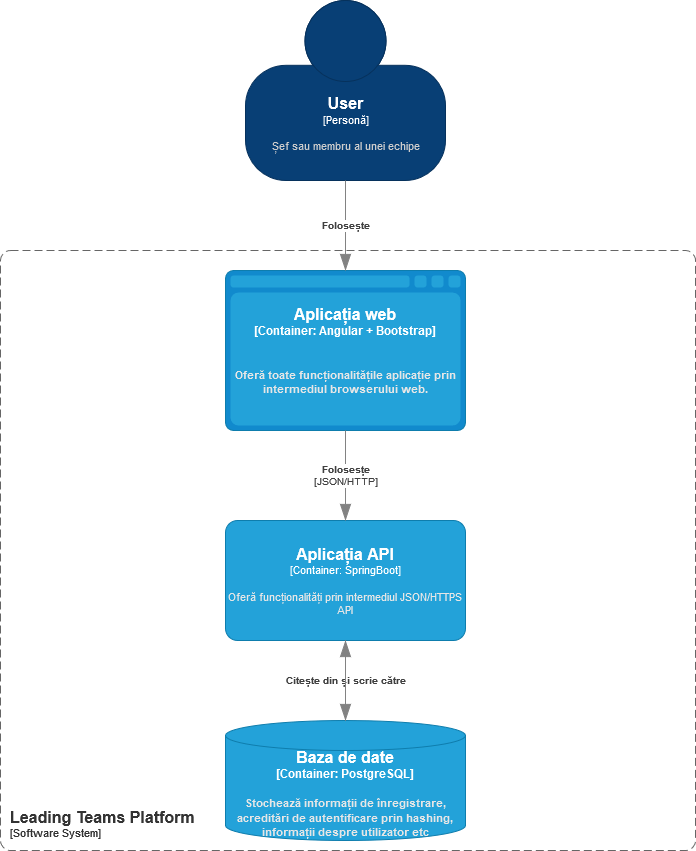 User
[Personă]
Șef sau membru al unei echipe
Folosește
Aplicația web
[Container: Angular + Bootstrap]
Oferă toate funcționalitățile aplicație prin
intermediul browserului web.
Folosește
[JSON/HTTP]
Aplicația API
[Container: SpringBoot]
Oferă funcționalități prin intermediul JSON/HTTPS
API
Citește din și scrie către
Baza de date
[Container: PostgreSQL]
Stochează informații de înregistrare,
acreditări de autentificare prin hashing,
informații despre utilizator etc
Leading Teams Platform
[Software System]